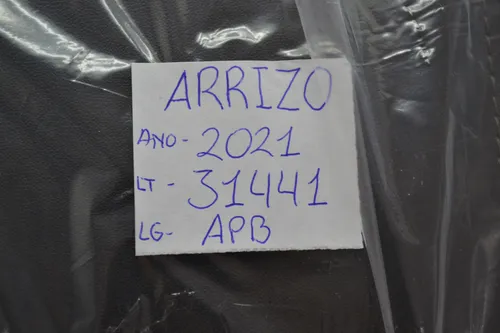 ARRIZO
ANO- 2021
LT - 31441
LG- APB